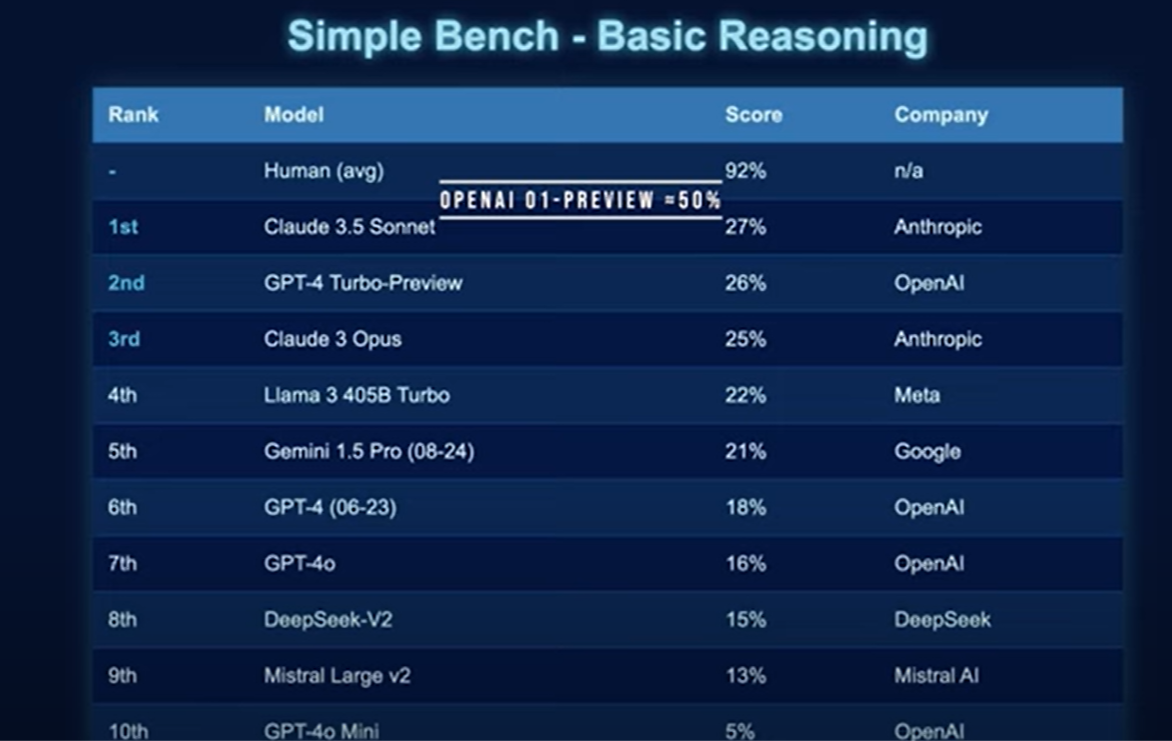 Simple Bench - Basic Reasoning
Rank Model Score Company
- Human (avg) 92% n/a
OPENAI O1-PREVIEW ≈50%
1st Claude 3.5 Sonnet 27% Anthropic
2nd GPT-4 Turbo-Preview 26% OpenAI
3rd Claude 3 Opus 25% Anthropic
4th Llama 3 405B Turbo 22% Meta
5th Gemini 1.5 Pro (08-24) 21% Google
6th GPT-4 (06-23) 18% OpenAI
7th GPT-4o 16% OpenAI
8th DeepSeek-V2 15% DeepSeek
9th Mistral Large v2 13% Mistral AI
10th GPT-4o Mini 5% OpenAI